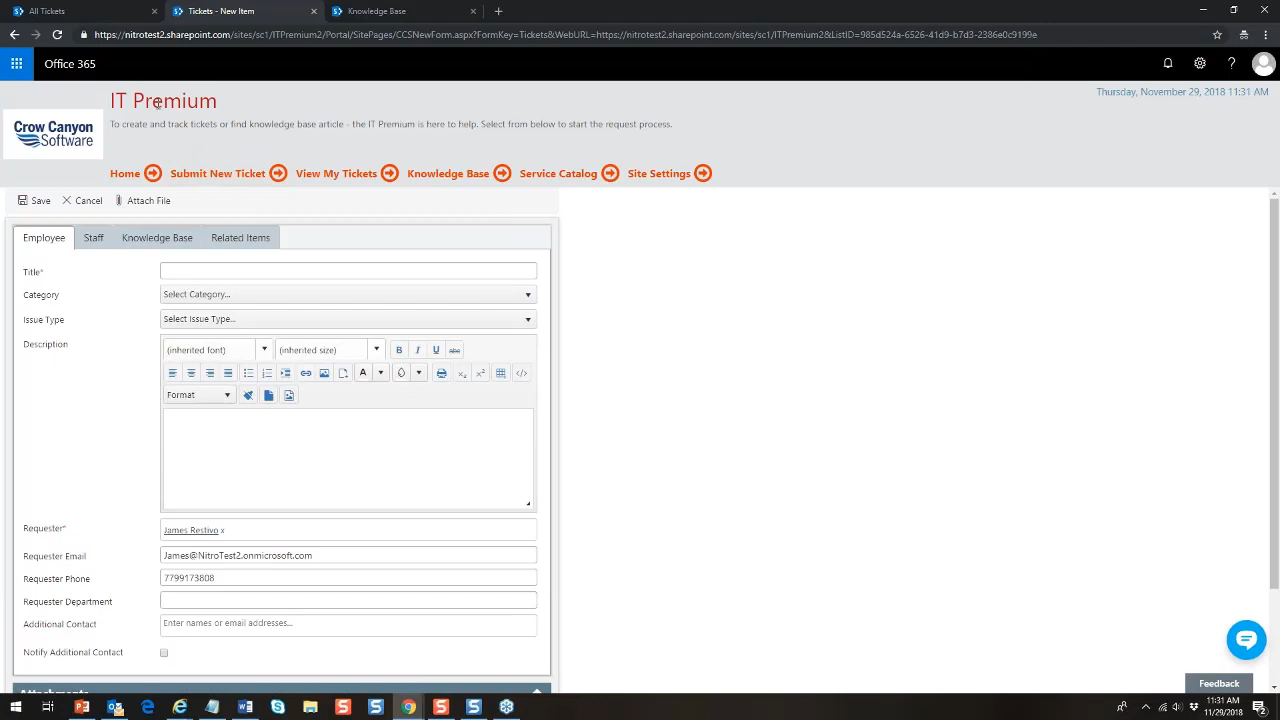 All Tickets
Tickets - New Item
Knowledge Base
https://nitrotest2.sharepoint.com/sites/sc1/ITPremium2/Portal/SitePages/CCSNewForm.aspx?FormKey=Tickets&WebURL=https://nitrotest2.sharepoint.com/sites/sc1/ITPremium2&ListID=985d524a-6526-41d9-b7d3-2386e0c9199e
Office 365
IT Premium
Thursday, November 29, 2018 11:31 AM
Crow Canyon
Software
To create and track tickets or find knowledge base article - the IT Premium is here to help. Select from below to start the request process.
Home Submit New Ticket View My Tickets Knowledge Base Service Catalog Site Settings
Save Cancel Attach File
Employee Staff Knowledge Base Related Items
Title*
Category Select Category...
Issue Type Select Issue Type...
Description
(inherited font) (inherited size) B I U abc
A
Format
Requester* James Restivo x
Requester Email James@NitroTest2.onmicrosoft.com
Requester Phone 7799173808
Requester Department
Additional Contact Enter names or email addresses...
Notify Additional Contact
Attachments
Feedback
11:31 AM
11/29/2018